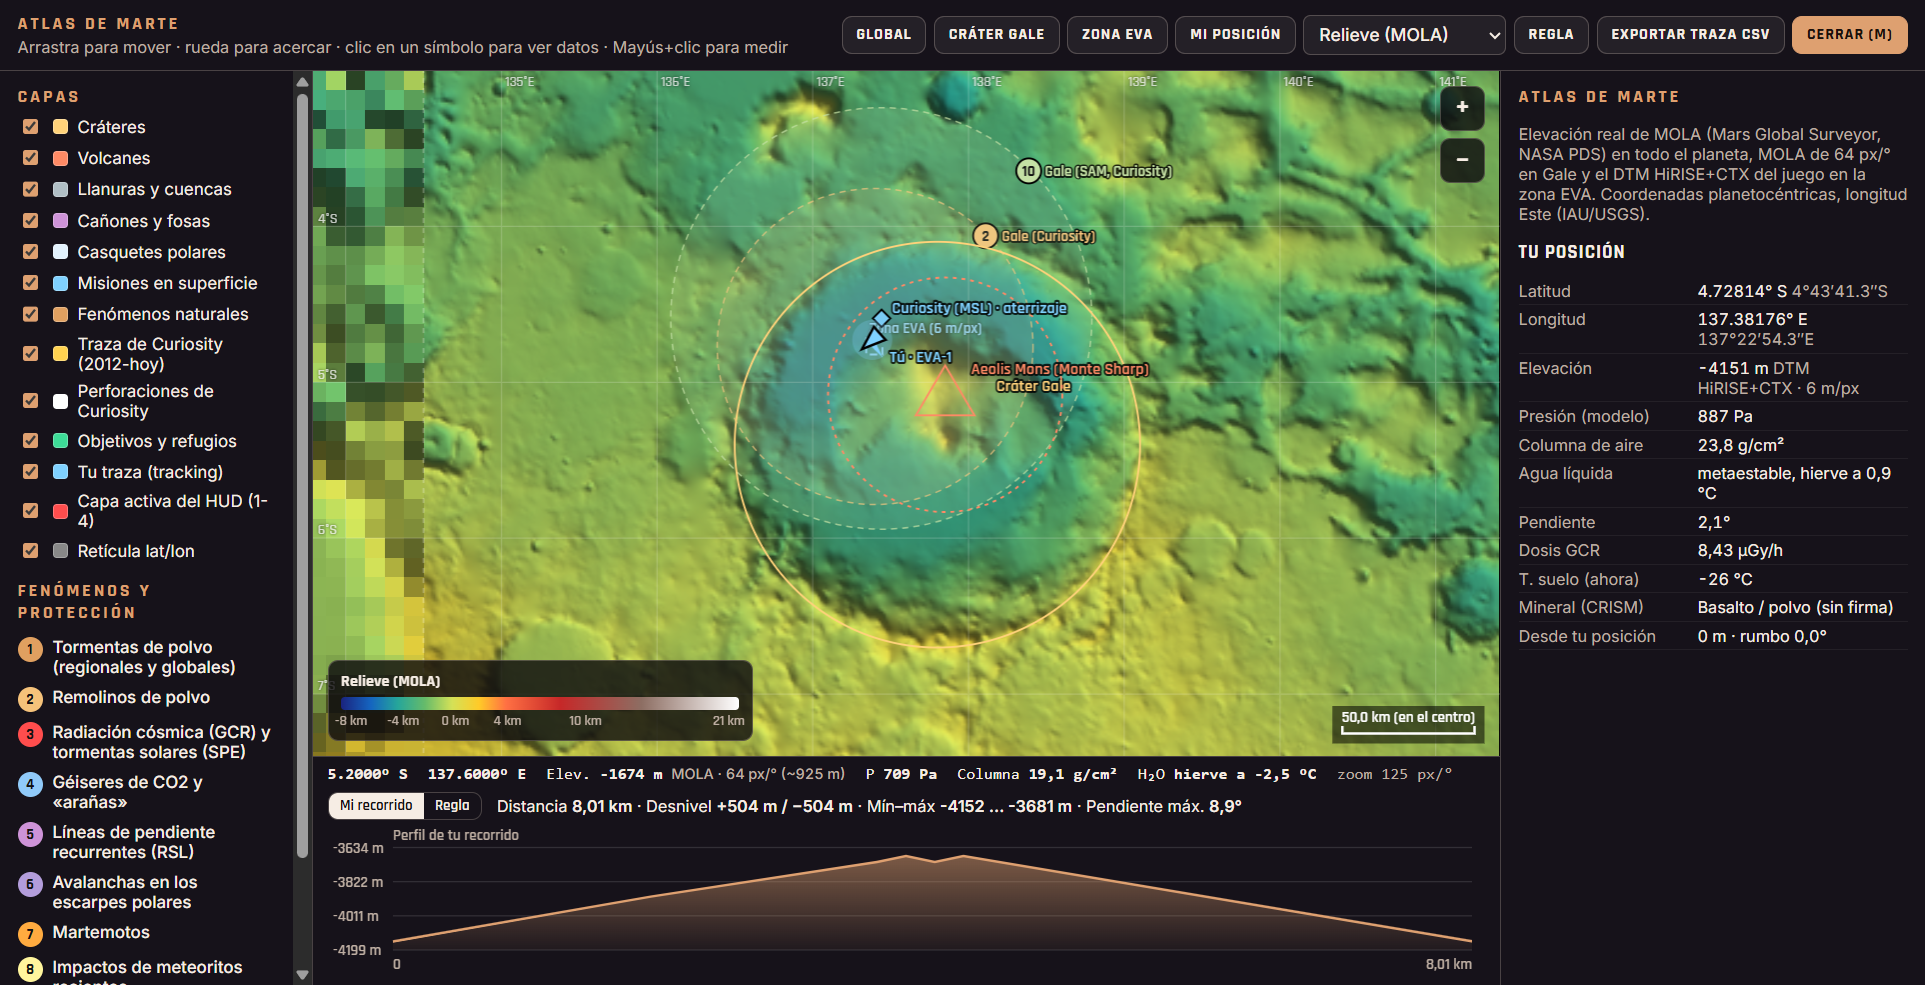 ATLAS DE MARTE
Arrastra para mover · rueda para acercar · clic en un símbolo para ver datos · Mayús+clic para medir
GLOBAL
CRÁTER GALE
ZONA EVA
MI POSICIÓN
Relieve (MOLA)
REGLA
EXPORTAR TRAZA CSV
CERRAR (M)
CAPAS
Cráteres
Volcanes
Llanuras y cuencas
Cañones y fosas
Casquetes polares
Misiones en superficie
Fenómenos naturales
Traza de Curiosity
(2012-hoy)
Perforaciones de
Curiosity
Objetivos y refugios
Tu traza (tracking)
Capa activa del HUD (1-
4)
Retícula lat/lon
FENÓMENOS Y
PROTECCIÓN
1 Tormentas de polvo
(regionales y globales)
2 Remolinos de polvo
3 Radiación cósmica (GCR) y
tormentas solares (SPE)
4 Géiseres de CO2 y
«arañas»
5 Líneas de pendiente
recurrentes (RSL)
6 Avalanchas en los
escarpes polares
7 Martemotos
8 Impactos de meteoritos
135°E
136°E
137°E
138°E
139°E
140°E
141°E
+
−
10 Gale (SAM, Curiosity)
4°S
2 Gale (Curiosity)
Curiosity (MSL) · aterrizaje
na EVA (6 m/px)
Tú · EVA-1
5°S
Aeolis Mons (Monte Sharp)
Cráter Gale
6°S
7°S
Relieve (MOLA)
-8 km -4 km 0 km 4 km 10 km 21 km
50,0 km (en el centro)
5.2000º S 137.6000º E Elev. -1674 m MOLA · 64 px/° (~925 m) P 709 Pa Columna 19,1 g/cm² H₂O hierve a -2,5 ºC zoom 125 px/°
Mi recorrido
Regla
Distancia 8,01 km · Desnivel +504 m / −504 m · Mín–máx -4152 … -3681 m · Pendiente máx. 8,9°
Perfil de tu recorrido
-3634 m
-3822 m
-4011 m
-4199 m
0
8,01 km
ATLAS DE MARTE
Elevación real de MOLA (Mars Global Surveyor,
NASA PDS) en todo el planeta, MOLA de 64 px/°
en Gale y el DTM HiRISE+CTX del juego en la
zona EVA. Coordenadas planetocéntricas, longitud
Este (IAU/USGS).
TU POSICIÓN
Latitud 4.72814° S 4°43′41.3″S
Longitud 137.38176° E
137°22′54.3″E
Elevación -4151 m DTM
HiRISE+CTX · 6 m/px
Presión (modelo) 887 Pa
Columna de aire 23,8 g/cm²
Agua líquida metaestable, hierve a 0,9
°C
Pendiente 2,1°
Dosis GCR 8,43 µGy/h
T. suelo (ahora) -26 °C
Mineral (CRISM) Basalto / polvo (sin firma)
Desde tu posición 0 m · rumbo 0,0°